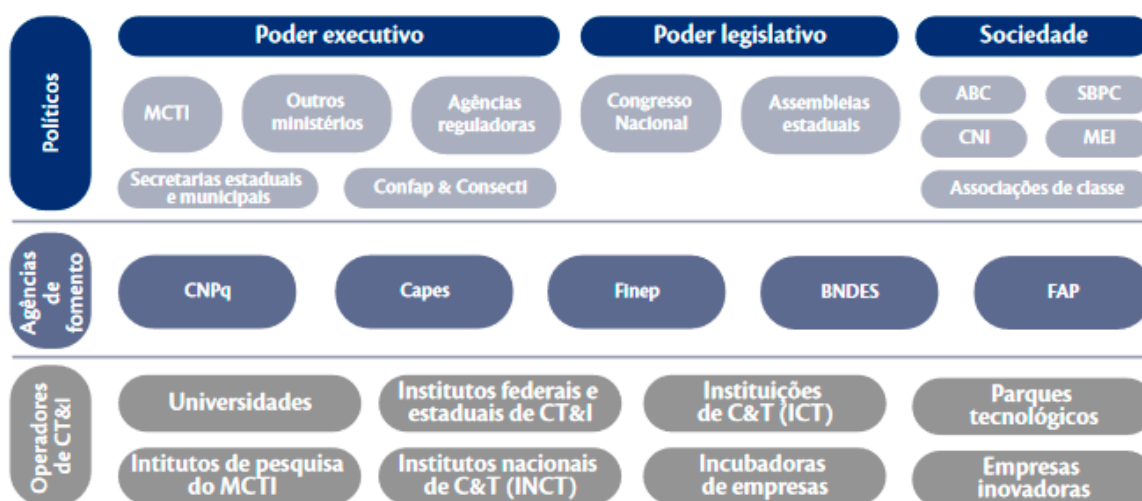 Políticos
Poder executivo
Poder legislativo
Sociedade
MCTI
Outros
ministérios
Agências
reguladoras
Congresso
Nacional
Assembleias
estaduais
ABC
SBPC
CNI
MEI
Secretarias estaduais
e municipais
Confap & Consecti
Associações de classe
Agências
de
fomento
CNPq
Capes
Finep
BNDES
FAP
Operadores
de CT&I
Universidades
Institutos federais e
estaduais de CT&I
Instituições
de C&T (ICT)
Parques
tecnológicos
Intitutos de pesquisa
do MCTI
Institutos nacionais
de C&T (INCT)
Incubadoras
de empresas
Empresas
inovadoras